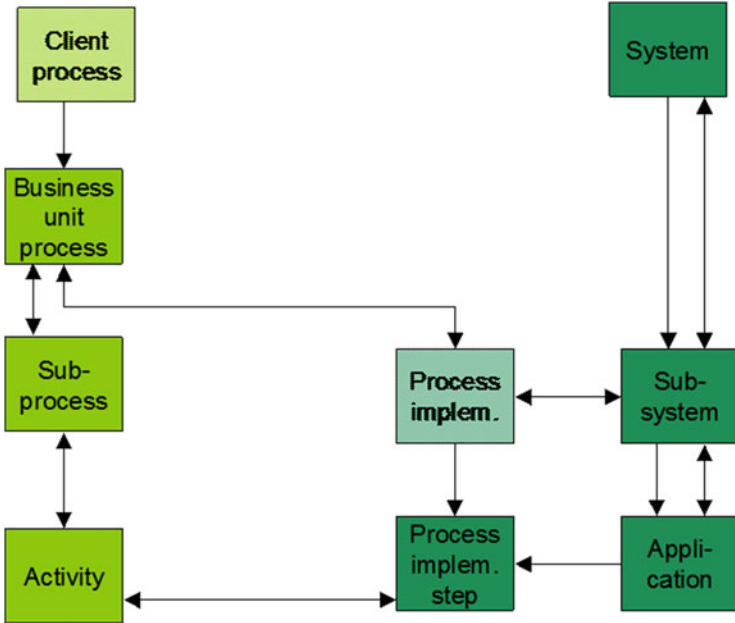 Client
process
System
Business
unit
process
Sub-
process
Process
implem.
Sub-
system
Activity
Process
implem.
step
Appli-
cation